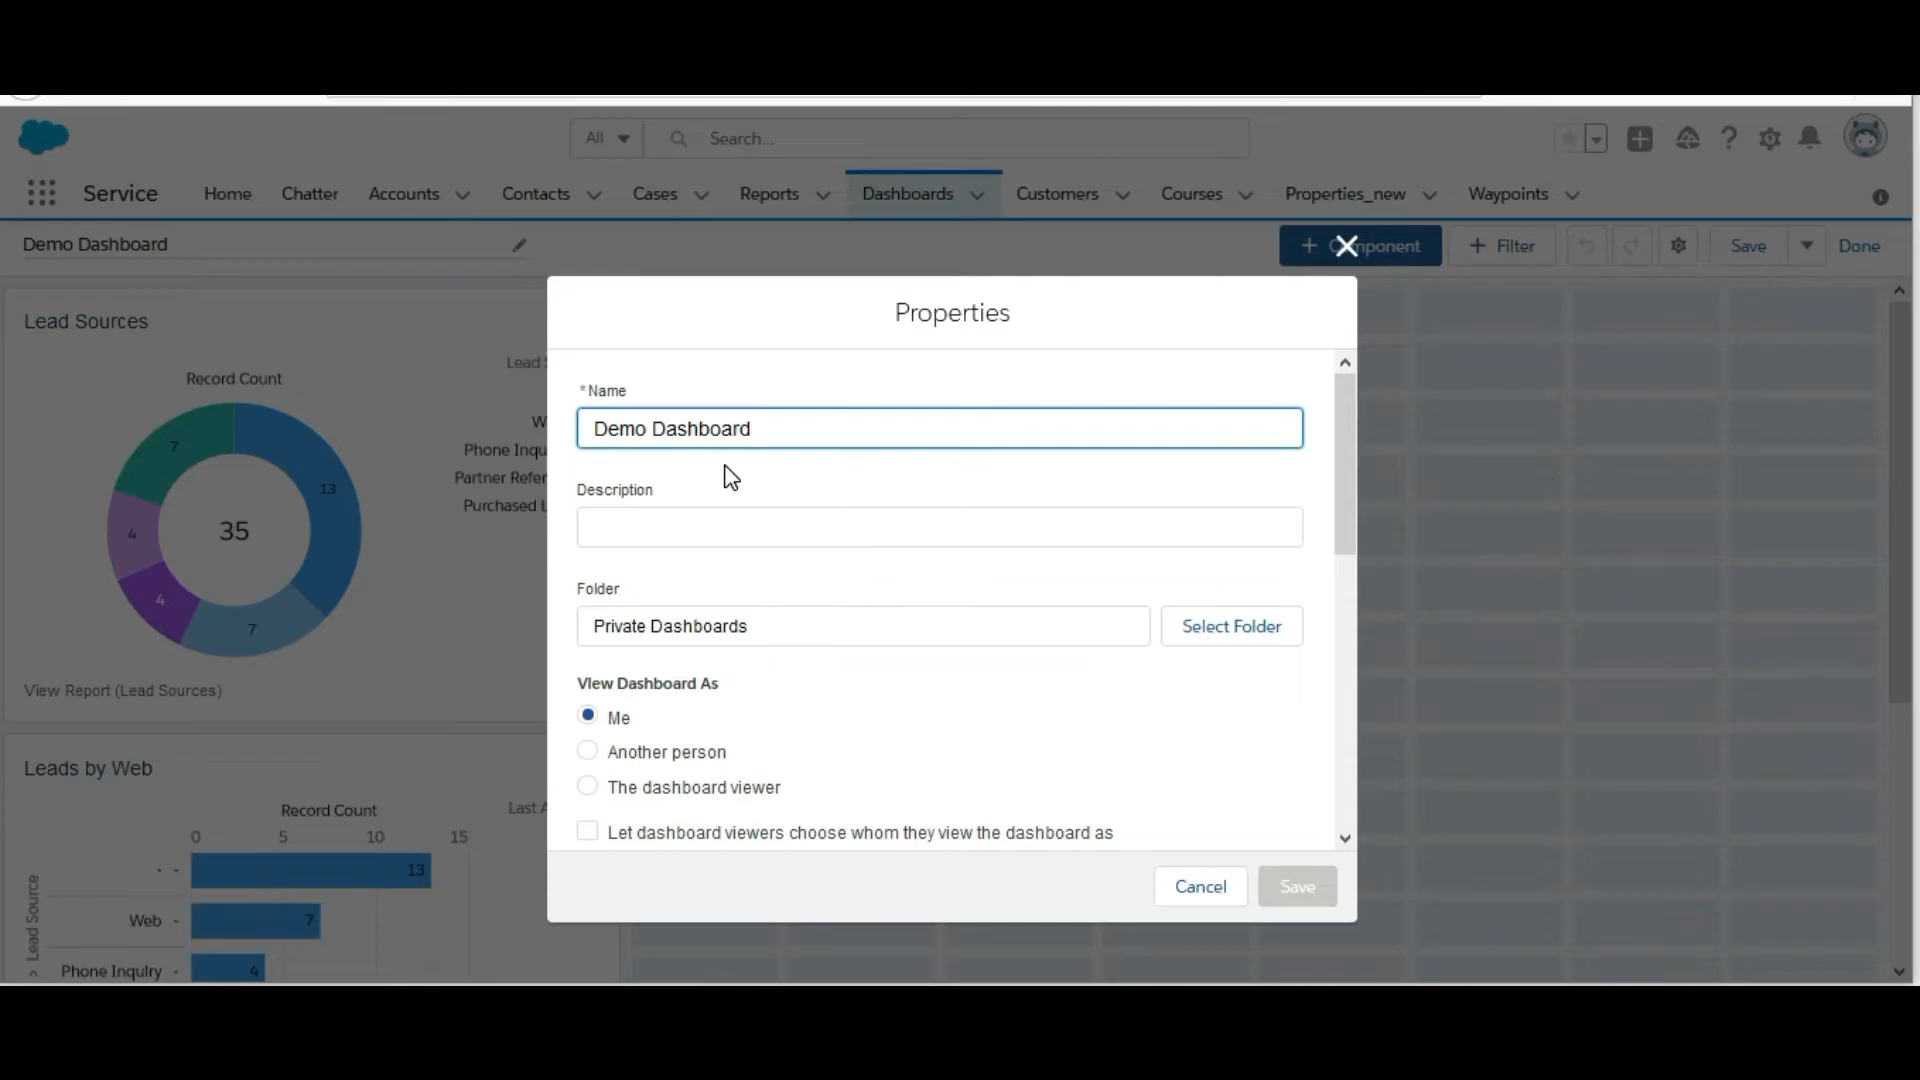 All
Search...
Service
Home
Chatter
Accounts
Contacts
Cases
Reports
Dashboards
Customers
Courses
Properties_new
Waypoints
Demo Dashboard
+ Component
+ Filter
Save
Done
Lead Sources
Record Count
Lead
W
Phone Inqu
Partner Refer
Purchased L
7
13
4
35
4
7
View Report (Lead Sources)
Leads by Web
Record Count
Last A
0 5 10 15
Lead Source
- -
13
Web -
7
Phone Inquiry -
4
Properties
*Name
Demo Dashboard
Description
Folder
Private Dashboards
Select Folder
View Dashboard As
Me
Another person
The dashboard viewer
Let dashboard viewers choose whom they view the dashboard as
Cancel
Save